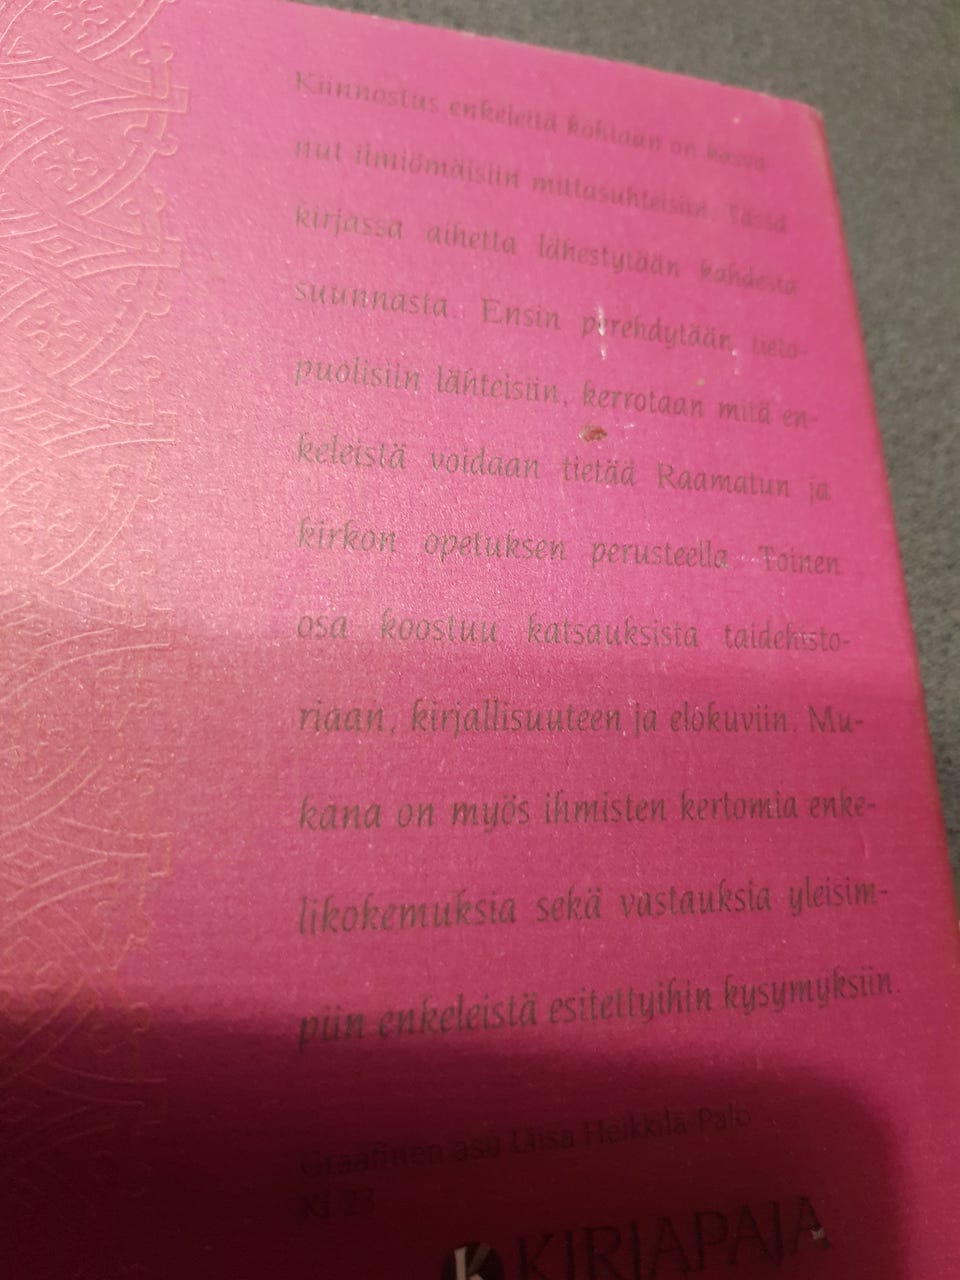 Kiinnostus enkeleitä kohtaan on kasva
nut ilmiömäisiin mittasuhteisiin. Tässä
kirjassa aihetta lähestytään kahdesta
suunnasta. Ensin perehdytään tieto-
puolisiin lähteisiin, kerrotaan mitä en-
keleistä voidaan tietää Raamatun ja
kirkon opetuksen perusteella. Toinen
osa koostuu katsauksista taidehisto-
riaan, kirjallisuuteen ja elokuviin. Mu-
kana on myös ihmisten kertomia enke-
likokemuksia sekä vastauksia yleisim-
piin enkeleistä esitettyihin kysymyksiin.
Graafinen asu Liisa Heikkilä-Palo
KIRJAPAJA